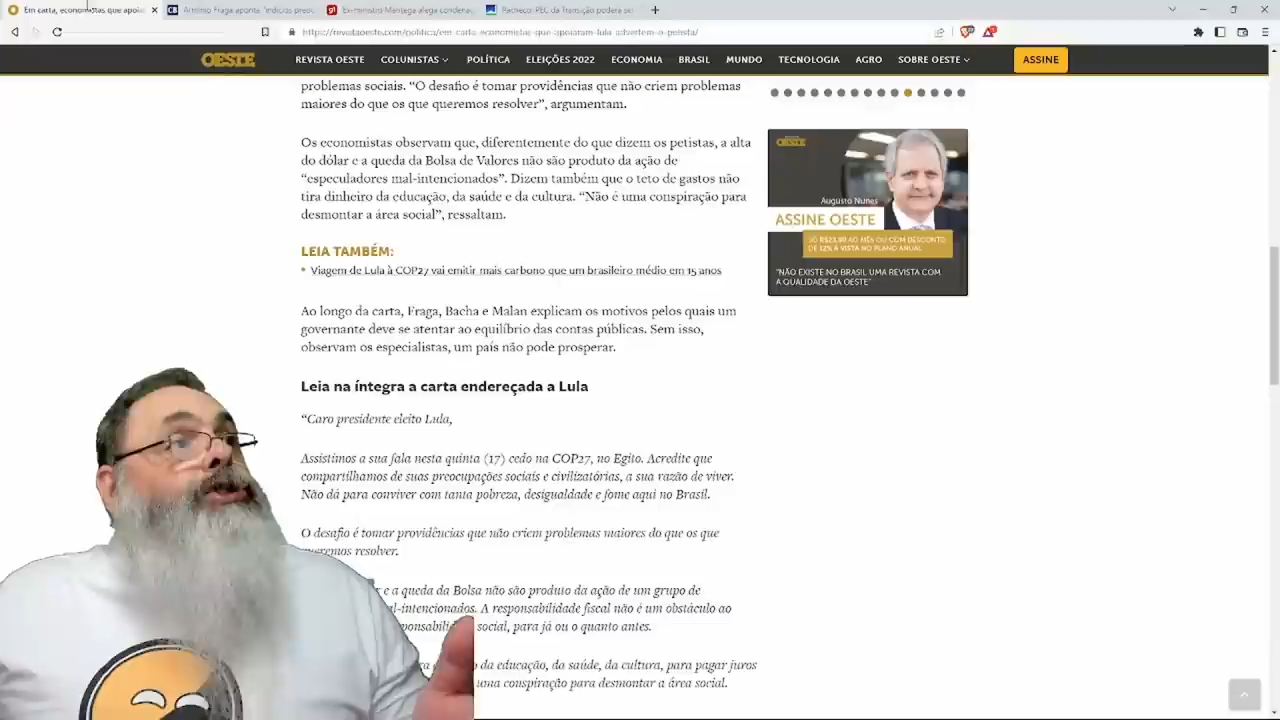 Em carta, economistas que apoia
Arminio Fraga aponta "indícios preoc
Ex-ministro Mantega alega condena
Pacheco: PEC da Transição poderá se
https://revistaoeste.com/politica/em-carta-economistas-que-apoiaram-lula-advertem-o-petista/
OESTE
REVISTA OESTE
COLUNISTAS
POLÍTICA
ELEIÇÕES 2022
ECONOMIA
BRASIL
MUNDO
TECNOLOGIA
AGRO
SOBRE OESTE
ASSINE
problemas sociais. “O desafio é tomar providências que não criem problemas
maiores do que os que queremos resolver”, argumentam.
Os economistas observam que, diferentemente do que dizem os petistas, a alta
do dólar e a queda da Bolsa de Valores não são produto da ação de
“especuladores mal-intencionados”. Dizem também que o teto de gastos não
tira dinheiro da educação, da saúde e da cultura. “Não é uma conspiração para
desmontar a área social”, ressaltam.
LEIA TAMBÉM:
• Viagem de Lula à COP27 vai emitir mais carbono que um brasileiro médio em 15 anos
Ao longo da carta, Fraga, Bacha e Malan explicam os motivos pelos quais um
governante deve se atentar ao equilíbrio das contas públicas. Sem isso,
observam os especialistas, um país não pode prosperar.
Leia na íntegra a carta endereçada a Lula
“Caro presidente eleito Lula,
Assistimos a sua fala nesta quinta (17) cedo na COP27, no Egito. Acredite que
compartilhamos de suas preocupações sociais e civilizatórias, a sua razão de viver.
Não dá para conviver com tanta pobreza, desigualdade e fome aqui no Brasil.
O desafio é tomar providências que não criem problemas maiores do que os que
queremos resolver.
r e a queda da Bolsa não são produto da ação de um grupo de
al-intencionados. A responsabilidade fiscal não é um obstáculo ao
social, para já ou o quanto antes.
da educação, da saúde, da cultura, para pagar juros
uma conspiração para desmontar a área social.
OESTE
Augusto Nunes
ASSINE OESTE
SÓ R$23,90 AO MÊS OU COM DESCONTO
DE 12% À VISTA NO PLANO ANUAL
“NÃO EXISTE NO BRASIL UMA REVISTA COM
A QUALIDADE DA OESTE”